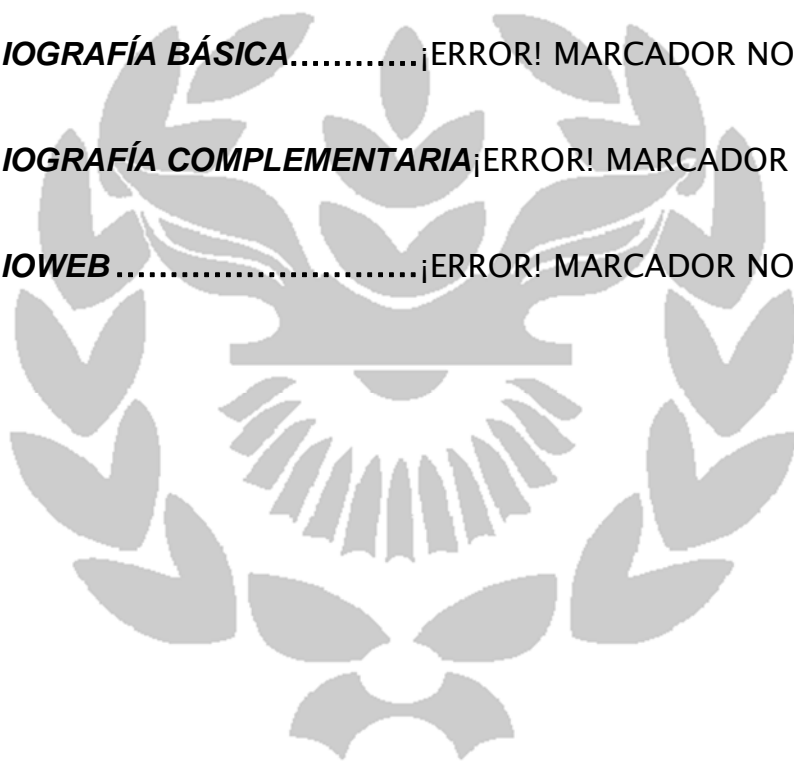 IOGRAFÍA BÁSICA............¡ERROR! MARCADOR NO
IOGRAFÍA COMPLEMENTARIA¡ERROR! MARCADOR
IOWEB............................¡ERROR! MARCADOR NO